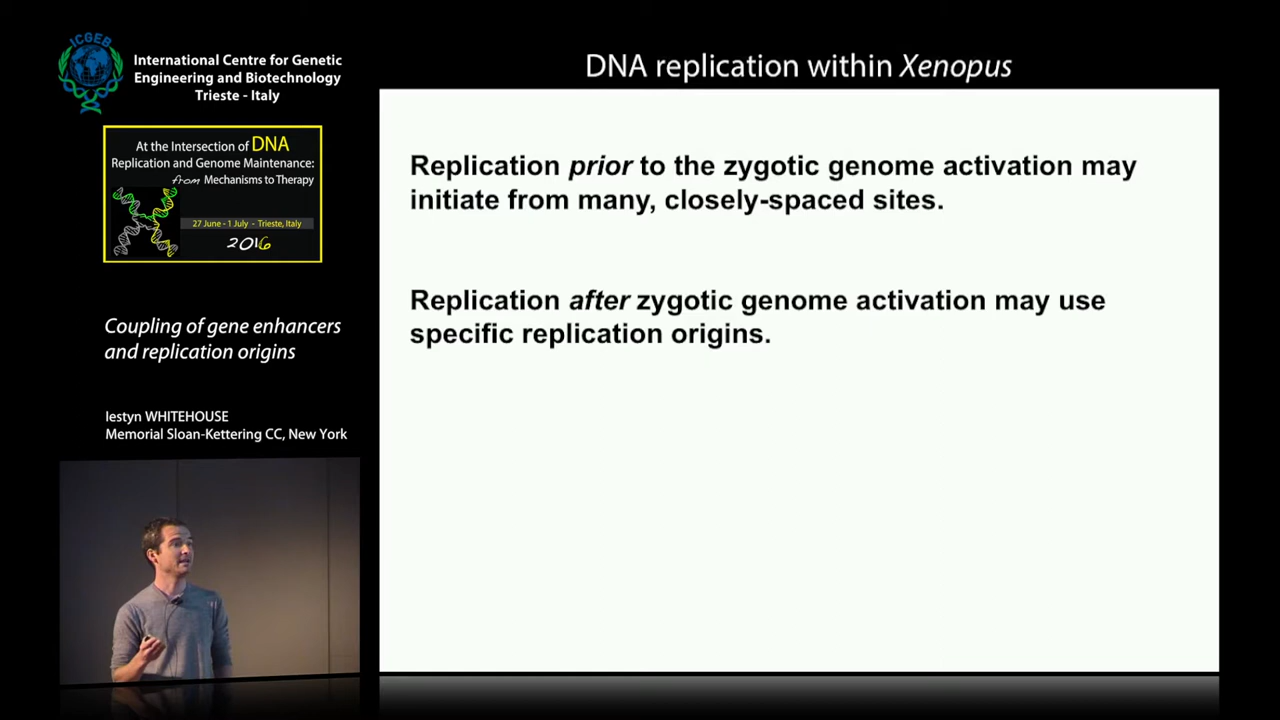 ICGEB
International Centre for Genetic
Engineering and Biotechnology
Trieste - Italy
At the Intersection of DNA
Replication and Genome Maintenance:
from Mechanisms to Therapy
27 June - 1 July - Trieste, Italy
2016
Coupling of gene enhancers
and replication origins
Iestyn WHITEHOUSE
Memorial Sloan-Kettering CC, New York
DNA replication within Xenopus
Replication prior to the zygotic genome activation may
initiate from many, closely-spaced sites.
Replication after zygotic genome activation may use
specific replication origins.